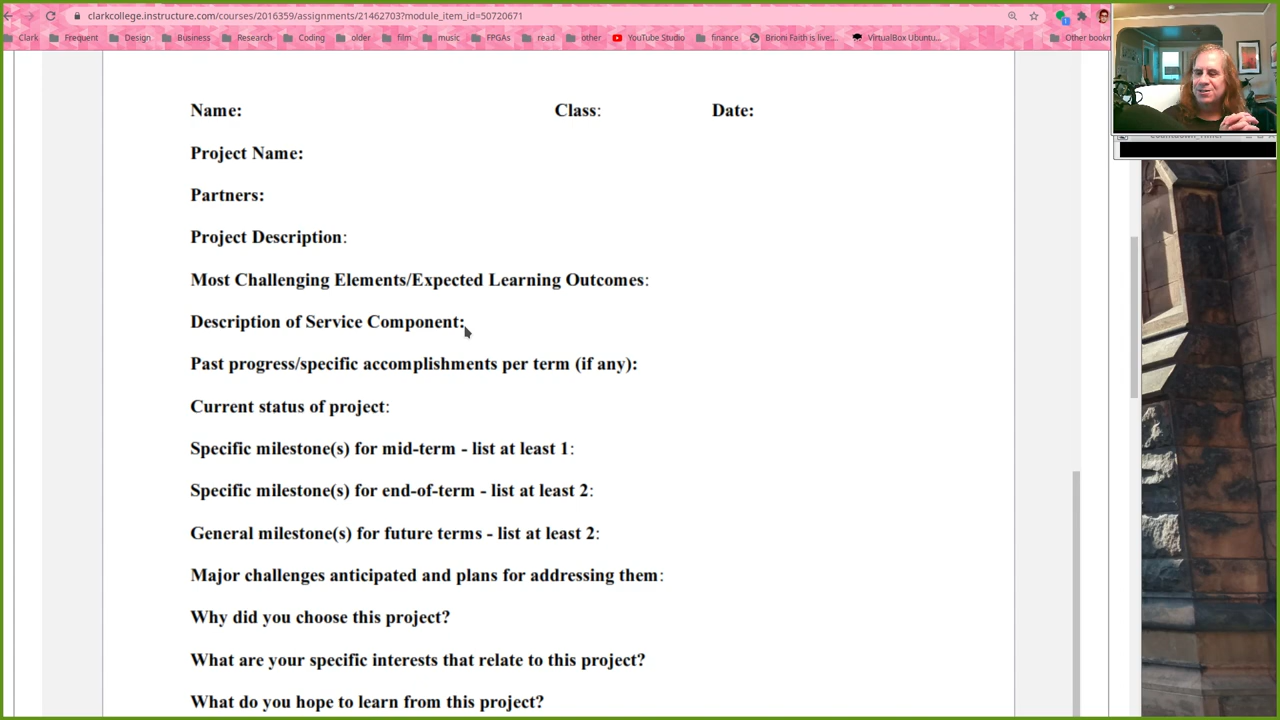 clarkcollege.instructure.com/courses/2016359/assignments/21462703?module_item_id=50720671
Clark Frequent Design Business Research Coding older film music FPGAs read other YouTube Studio finance Brioni Faith is live:... VirtualBox Ubuntu... Other bookm
Name: Class: Date:
Project Name:
Partners:
Project Description:
Most Challenging Elements/Expected Learning Outcomes:
Description of Service Component:
Past progress/specific accomplishments per term (if any):
Current status of project:
Specific milestone(s) for mid-term - list at least 1:
Specific milestone(s) for end-of-term - list at least 2:
General milestone(s) for future terms - list at least 2:
Major challenges anticipated and plans for addressing them:
Why did you choose this project?
What are your specific interests that relate to this project?
What do you hope to learn from this project?